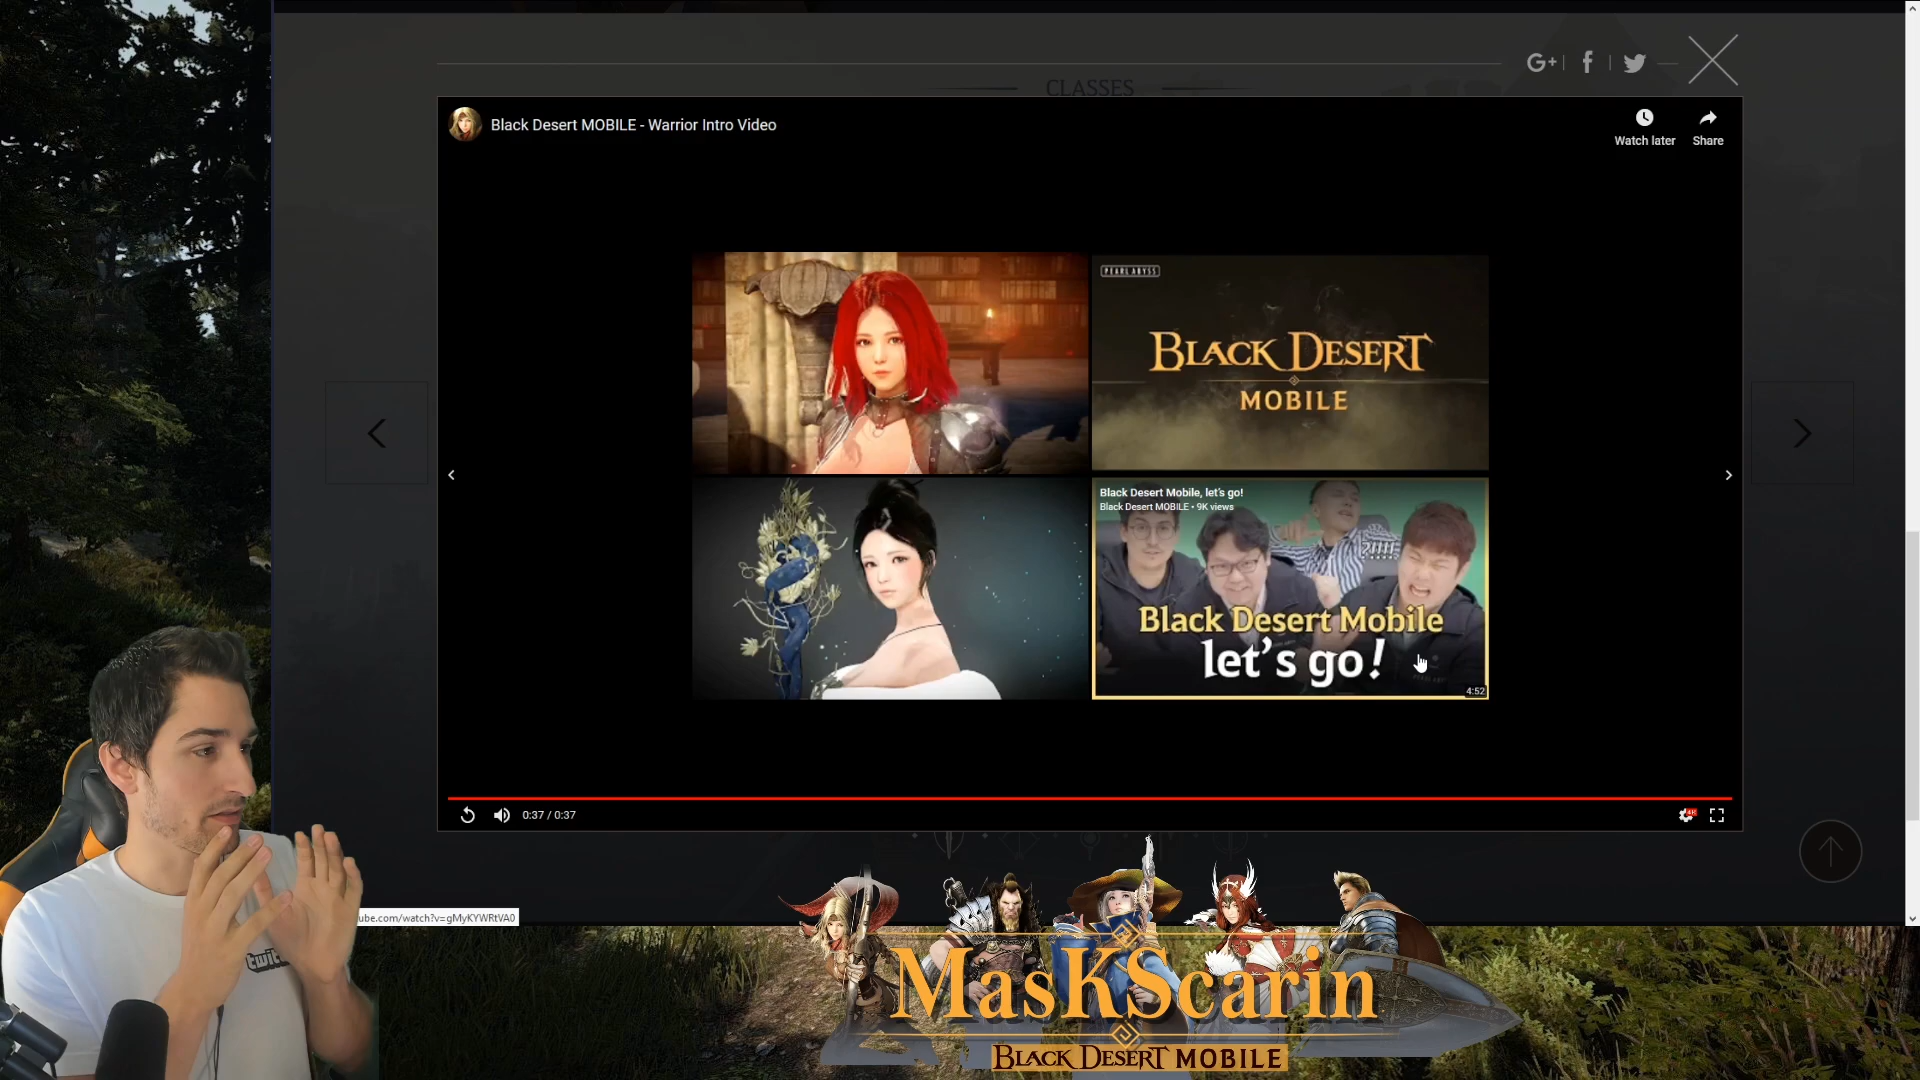 G+ | f |
CLASSES
Black Desert MOBILE - Warrior Intro Video
Watch later
Share
PEARL ABYSS
BLACK DESERT
MOBILE
Black Desert Mobile, let's go!
Black Desert MOBILE • 9K views
?!!!!
Black Desert Mobile
let's go!
4:52
0:37 / 0:37
ube.com/watch?v=gMyKYWRtVA0
MasKScarin
BLACK DESERT MOBILE